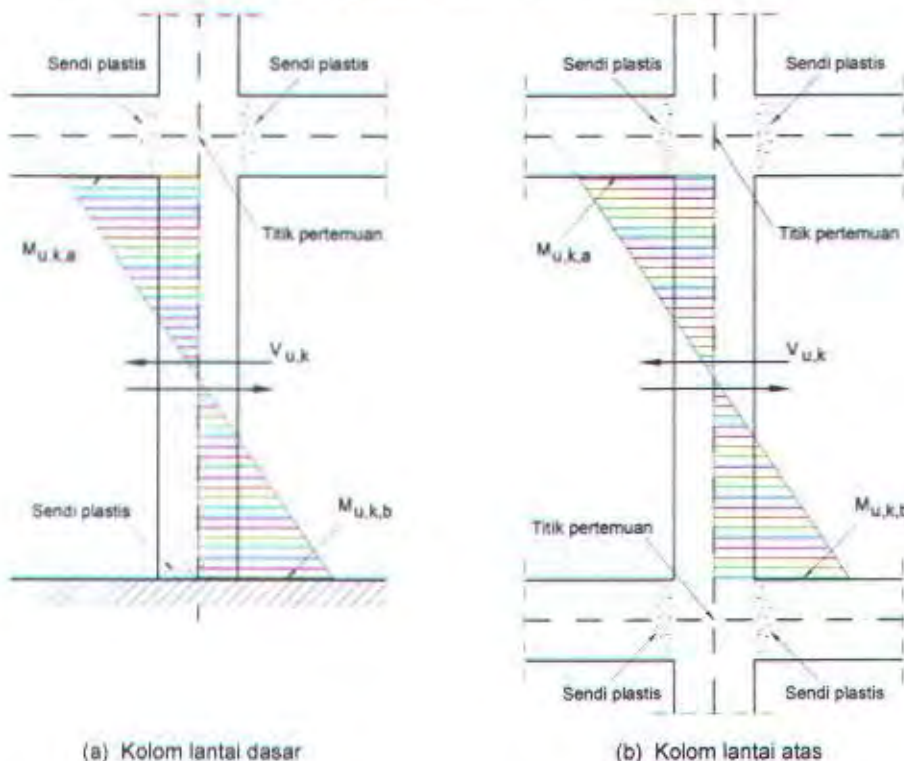 Sendi plastis
Sendi plastis
Sendi plastis
Sendi plastis
M u,k,a
Titik pertemuan
M u,k,a
Titik pertemuan
V u,k
V u,k
Sendi plastis
M u,k,b
Titik pertemuan
M u,k,b
Sendi plastis
Sendi plastis
(a) Kolom lantai dasar
(b) Kolom lantai atas